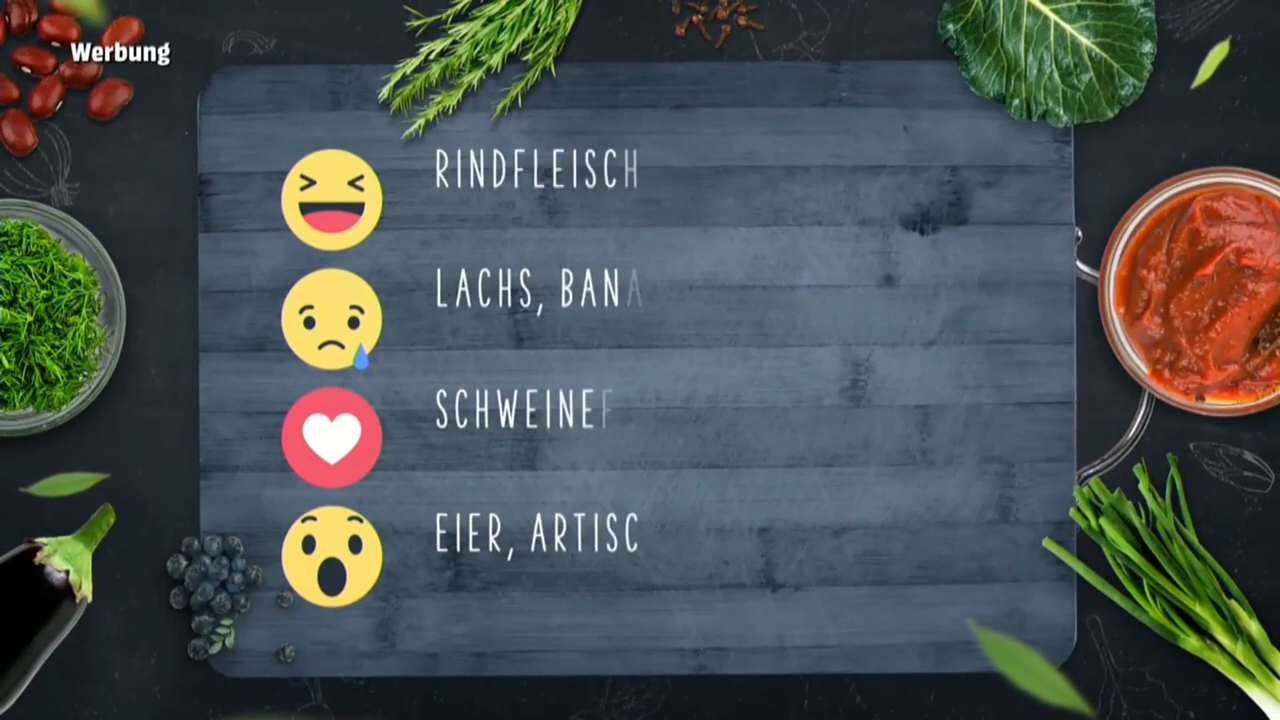 Werbung
RINDFLEISCH
LACHS, BANA
SCHWEINEF
EIER, ARTISC